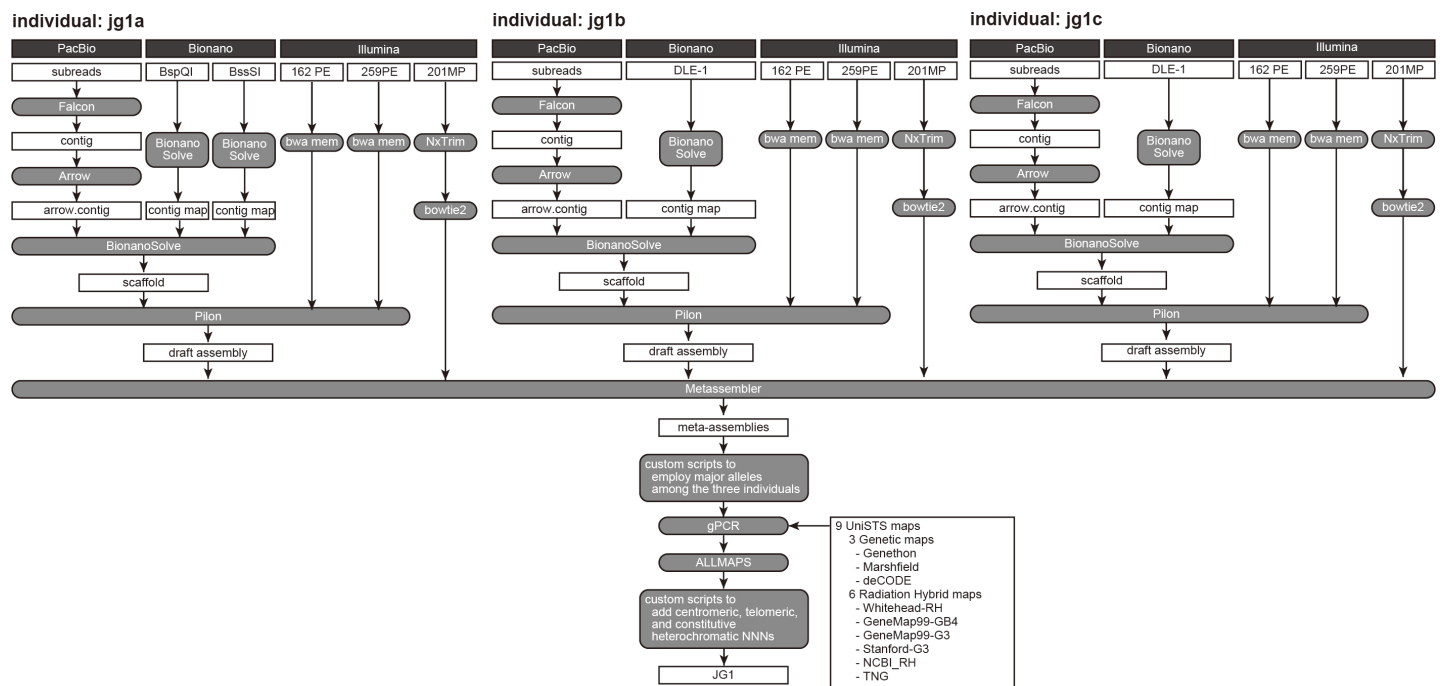 individual: jg1a
PacBio Bionano Illumina
subreads BspQI BssSI 162 PE 259PE 201MP
Falcon
contig Bionano Solve Bionano Solve bwa mem bwa mem NxTrim
Arrow
arrow.contig contig map contig map bowtie2
BionanoSolve
scaffold
Pilon
draft assembly
individual: jg1b
PacBio Bionano Illumina
subreads DLE-1 162 PE 259PE 201MP
Falcon
contig Bionano Solve bwa mem bwa mem NxTrim
Arrow
arrow.contig contig map bowtie2
BionanoSolve
scaffold
Pilon
draft assembly
individual: jg1c
PacBio Bionano Illumina
subreads DLE-1 162 PE 259PE 201MP
Falcon
contig Bionano Solve bwa mem bwa mem NxTrim
Arrow
arrow.contig contig map bowtie2
BionanoSolve
scaffold
Pilon
draft assembly
Metassembler
meta-assemblies
custom scripts to
employ major alleles
among the three individuals
gPCR
ALLMAPS
custom scripts to
add centromeric, telomeric,
and constitutive
heterochromatic NNNs
JG1
9 UniSTS maps
3 Genetic maps
- Genethon
- Marshfield
- deCODE
6 Radiation Hybrid maps
- Whitehead-RH
- GeneMap99-GB4
- GeneMap99-G3
- Stanford-G3
- NCBI_RH
- TNG